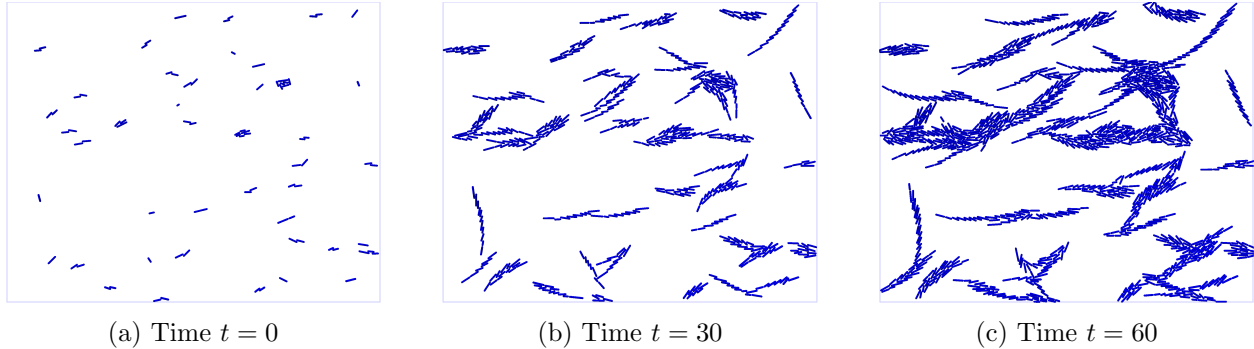 (a) Time t = 0
(b) Time t = 30
(c) Time t = 60